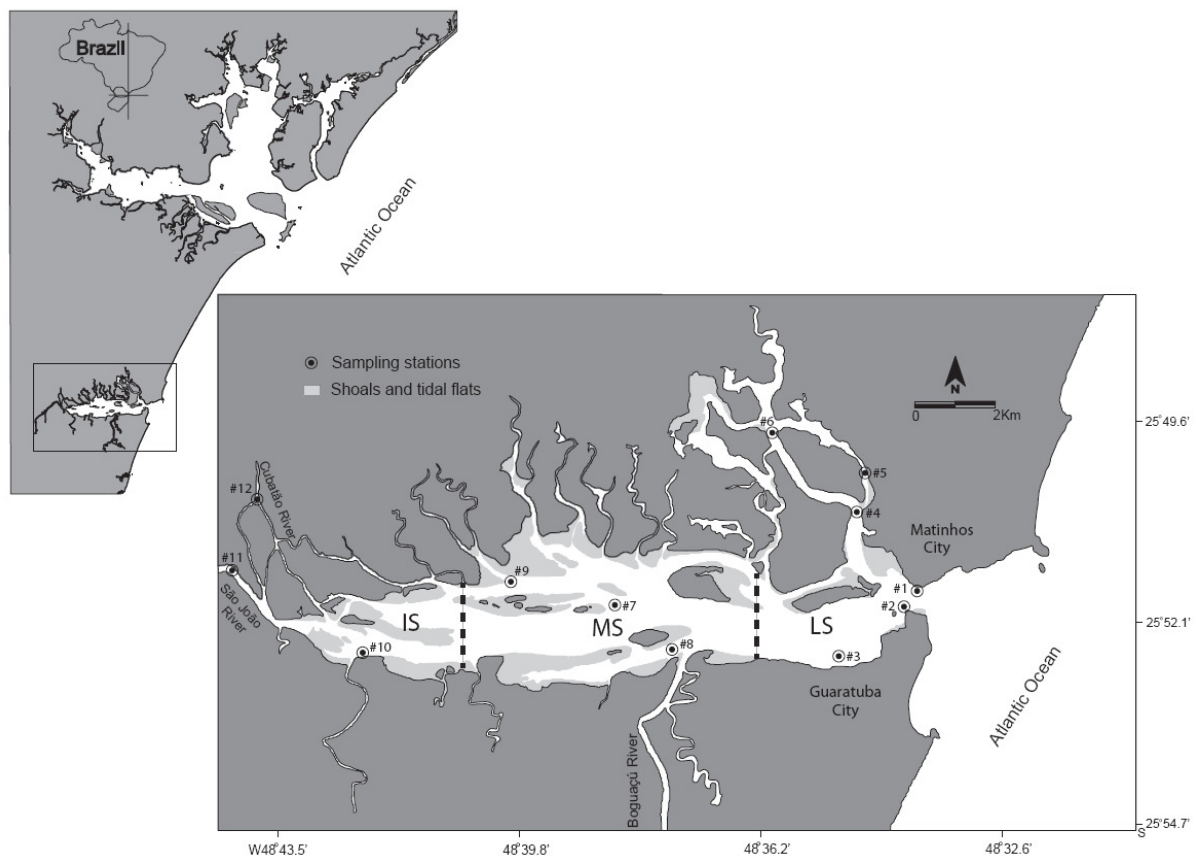 Brazil
Atlantic Ocean
Sampling stations
Shoals and tidal flats
N
0 2Km
#6
#5
#4
#12
Cubatão River
Matinhos
City
#11
São João
River
#9
#1
#2
#7
IS
MS
LS
#10
#8
#3
Guaratuba
City
Boguaçú River
Atlantic Ocean
25°49.6'
25°52.1'
25°54.7'
S
W48°43.5'
48°39.8'
48°36.2'
48°32.6'